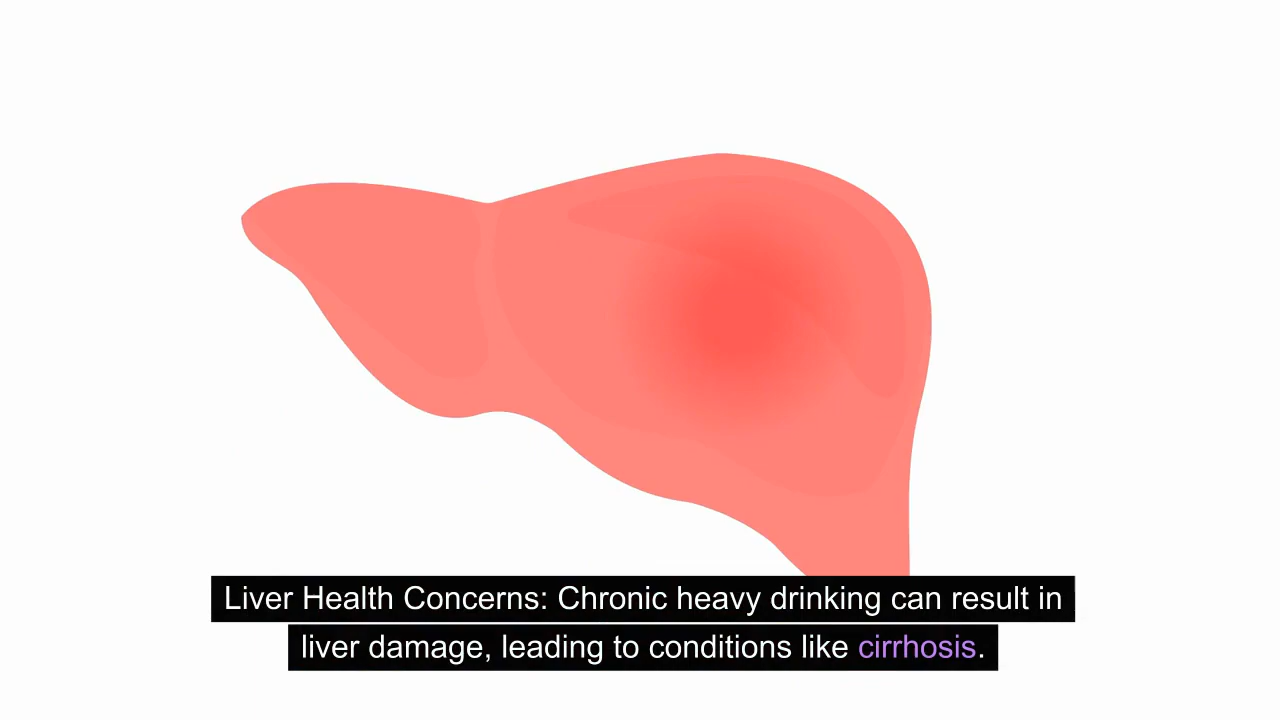 Liver Health Concerns: Chronic heavy drinking can result in
liver damage, leading to conditions like cirrhosis.